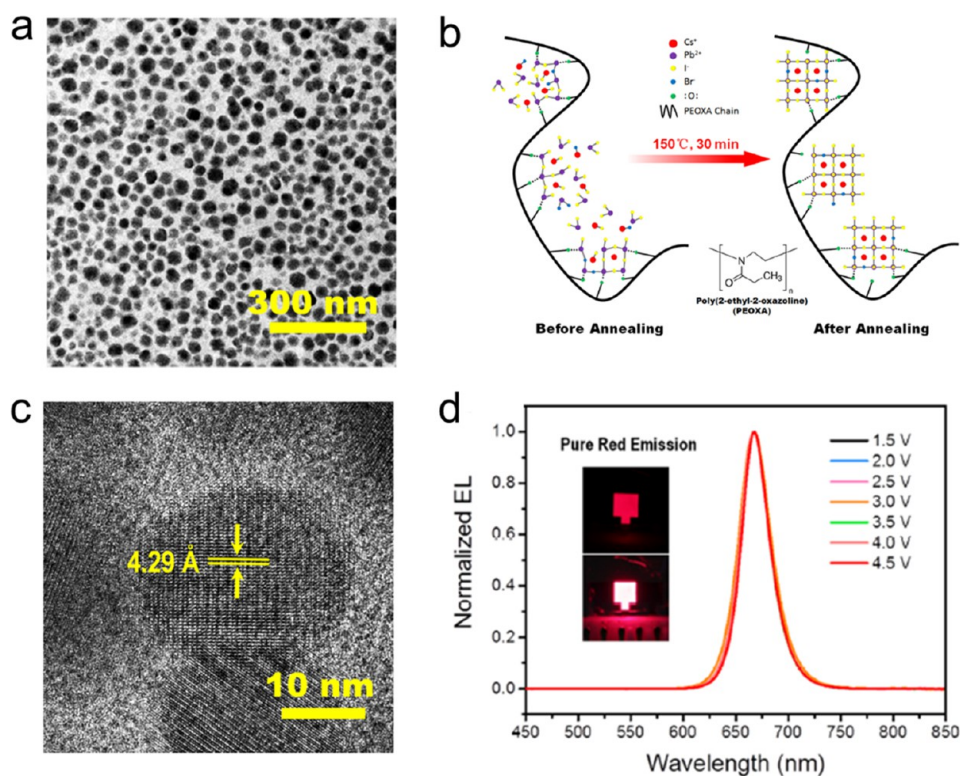 a
300 nm
b
Cs⁺
Pb²⁺
I⁻
Br⁻
:O:
PEOXA Chain
150℃, 30 min
N
O
CH₃
n
Poly(2-ethyl-2-oxazoline)
(PEOXA)
Before Annealing
After Annealing
c
4.29 Å
10 nm
d
Pure Red Emission
1.5 V
2.0 V
2.5 V
3.0 V
3.5 V
4.0 V
4.5 V
Normalized EL
1.0
0.8
0.6
0.4
0.2
0.0
450 500 550 600 650 700 750 800 850
Wavelength (nm)